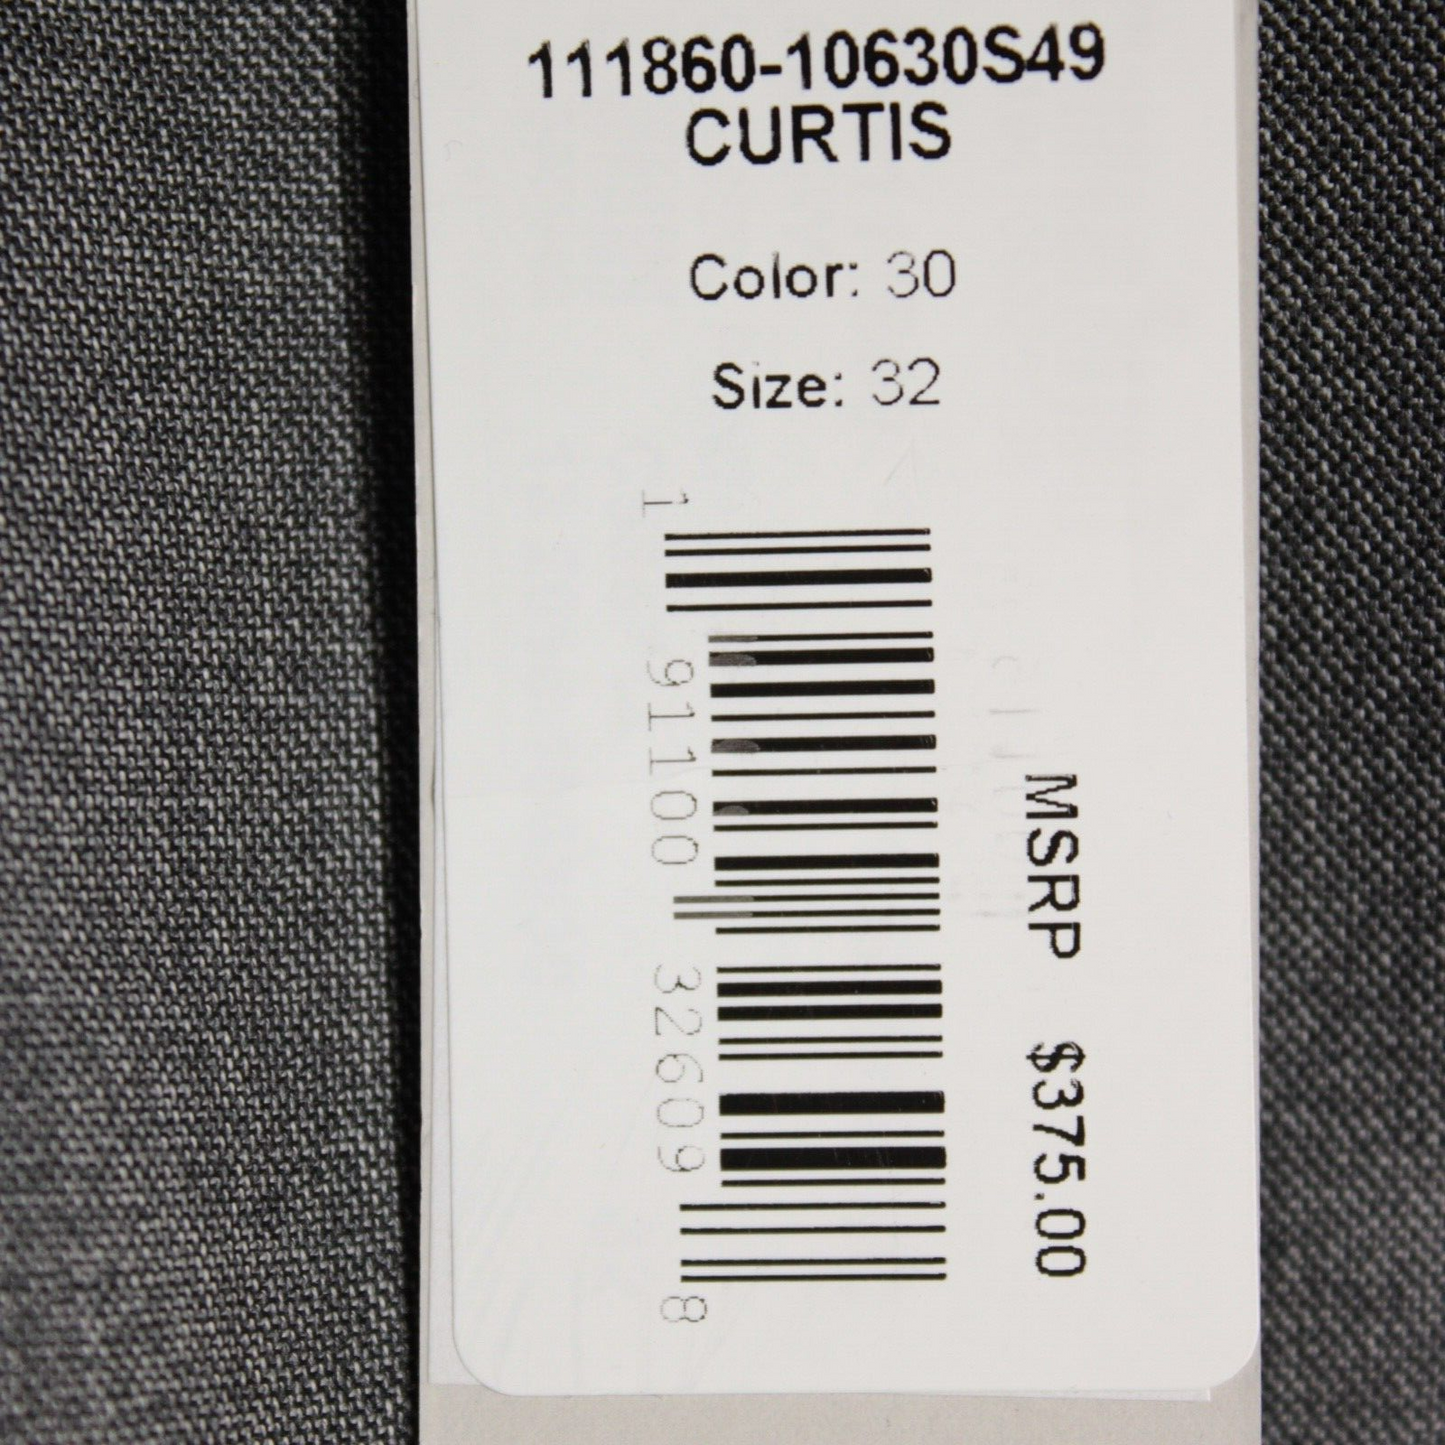 111860-10630S49
CURTIS
Color: 30
Size: 32
1 91100 32609 8
MSRP $375.00